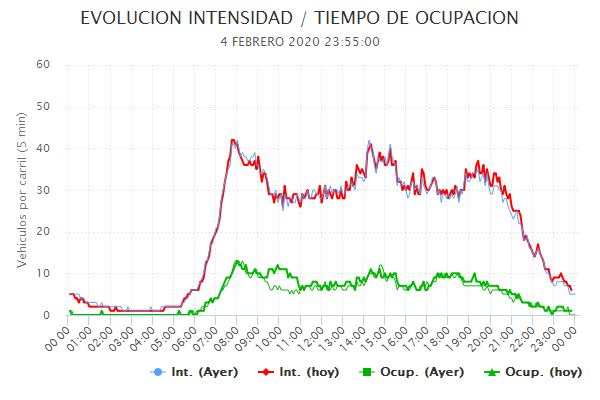 EVOLUCION INTENSIDAD / TIEMPO DE OCUPACION
4 FEBRERO 2020 23:55:00
Vehiculos por carril (5 min)
60
50
40
30
20
10
0
00:00 01:00 02:00 03:00 04:00 05:00 06:00 07:00 08:00 09:00 10:00 11:00 12:00 13:00 14:00 15:00 16:00 17:00 18:00 19:00 20:00 21:00 22:00 23:00 00:00
Int. (Ayer) Int. (hoy) Ocup. (Ayer) Ocup. (hoy)